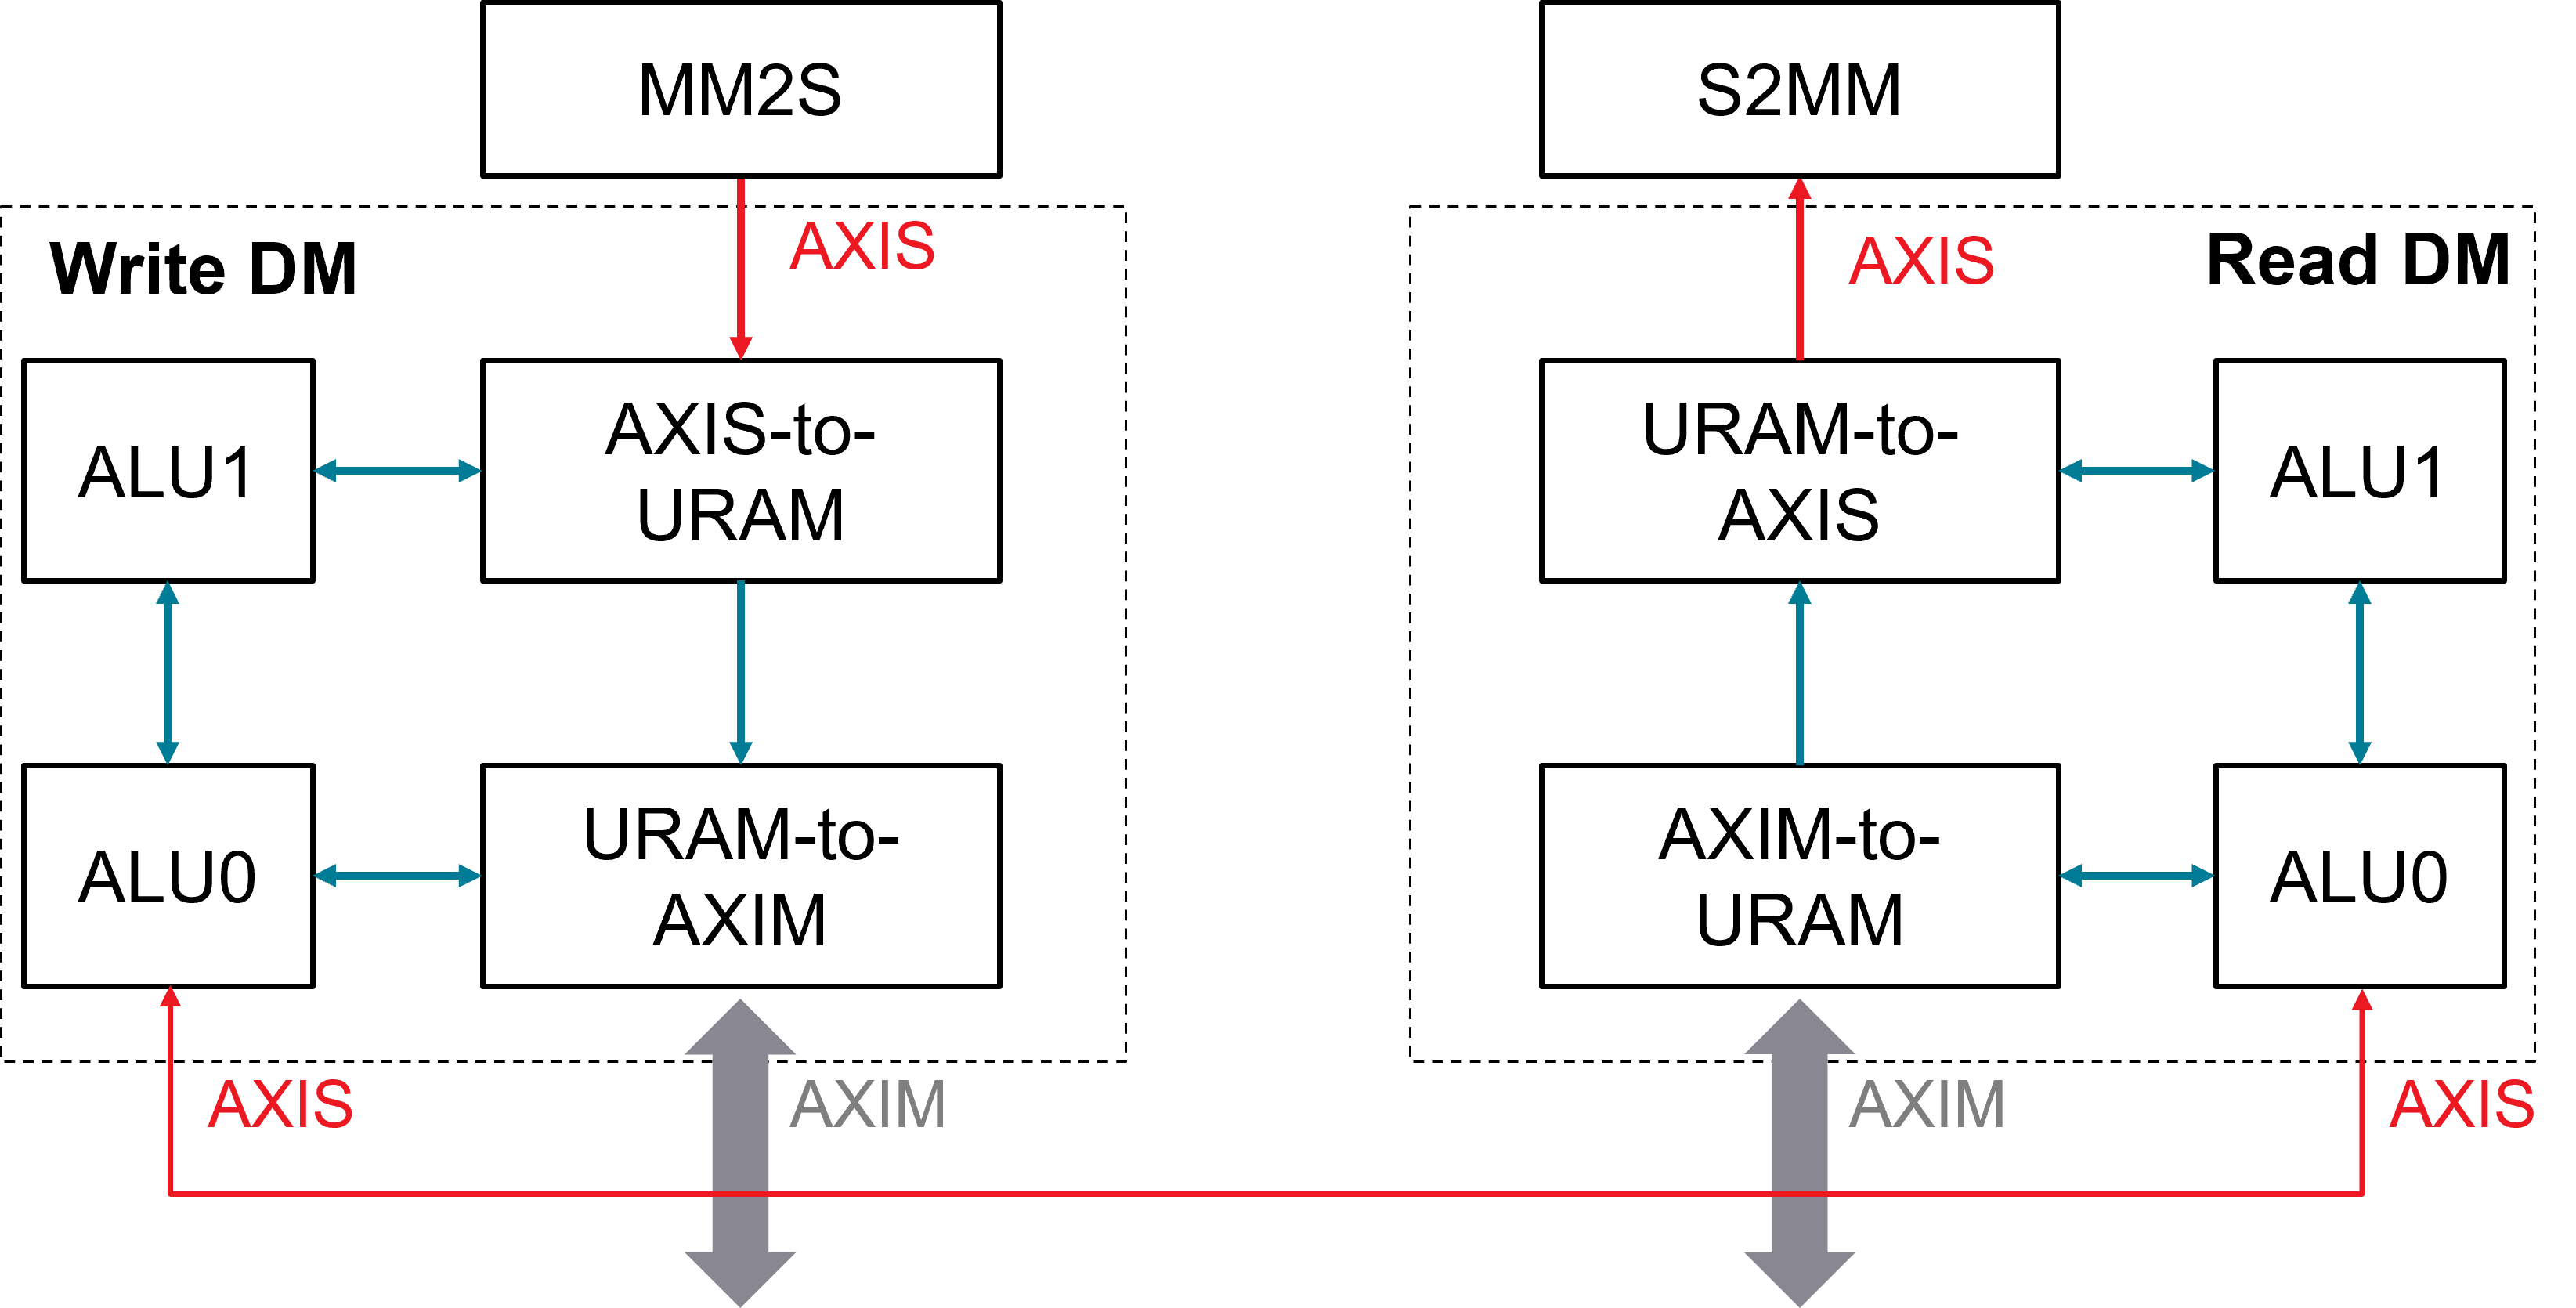 MM2S
S2MM
AXIS
AXIS
Write DM
Read DM
ALU1
AXIS-to-
URAM
URAM-to-
AXIS
ALU1
ALU0
URAM-to-
AXIM
AXIM-to-
URAM
ALU0
AXIS
AXIM
AXIM
AXIS